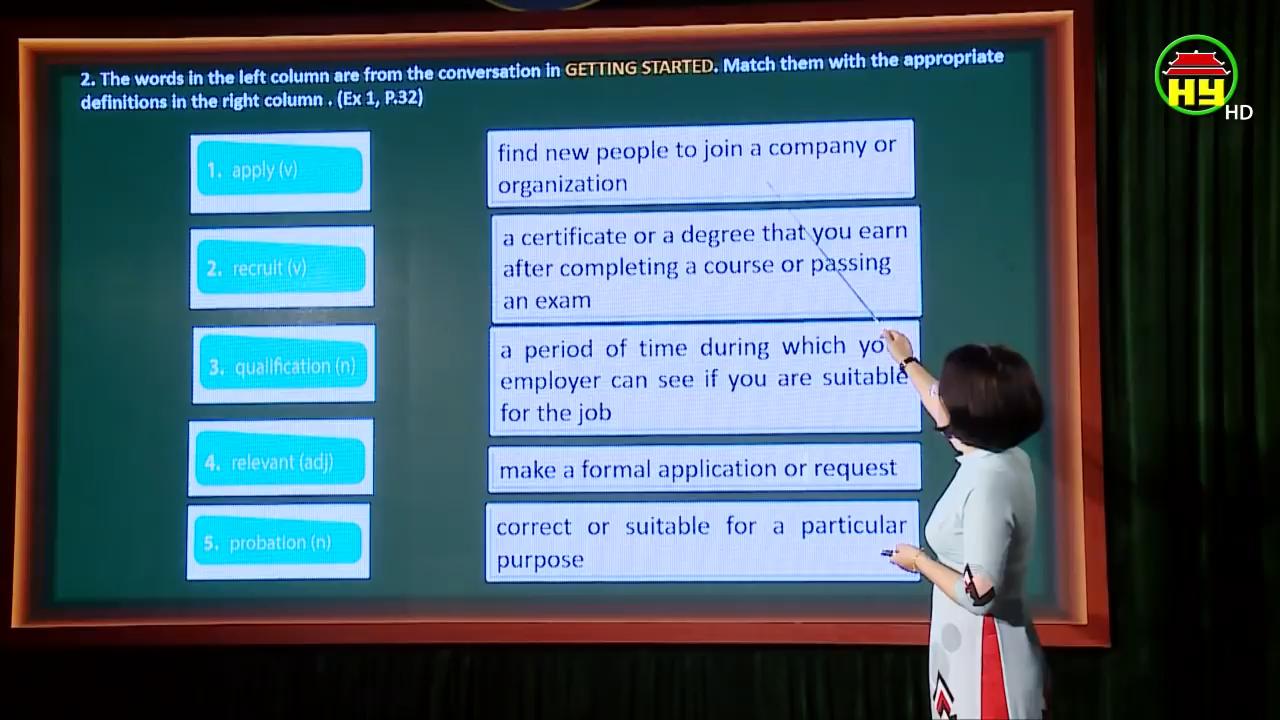 2. The words in the left column are from the conversation in GETTING STARTED. Match them with the appropriate
definitions in the right column . (Ex 1, P.32)
1. apply (v)
2. recruit (v)
3. qualification (n)
4. relevant (adj)
5. probation (n)
find new people to join a company or
organization
a certificate or a degree that you earn
after completing a course or passing
an exam
a period of time during which yo
employer can see if you are suitable
for the job
make a formal application or request
correct or suitable for a particular
purpose
HY
HD